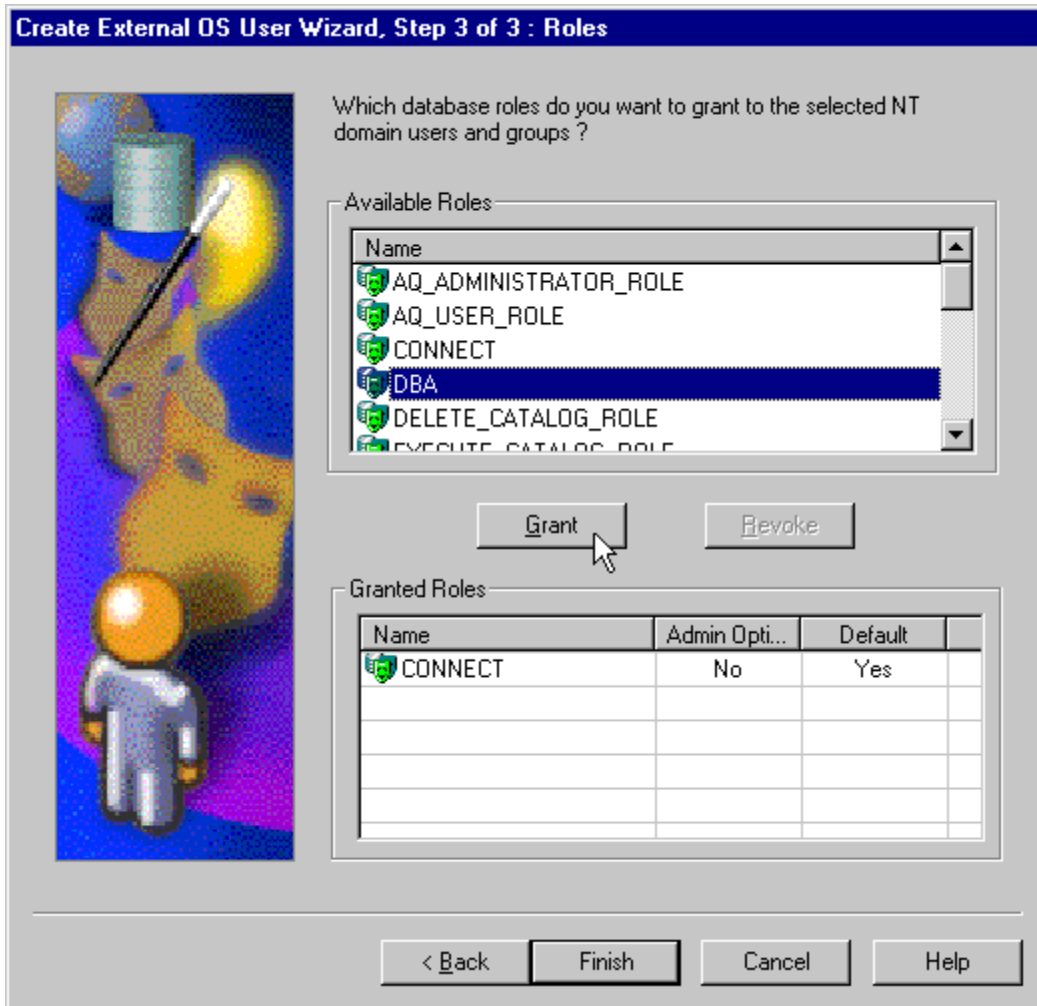 Create External OS User Wizard, Step 3 of 3 : Roles
Which database roles do you want to grant to the selected NT
domain users and groups ?
Available Roles
Name
AQ_ADMINISTRATOR_ROLE
AQ_USER_ROLE
CONNECT
DBA
DELETE_CATALOG_ROLE
EXECUTE_CATALOG_ROLE
Grant Revoke
Granted Roles
Name Admin Opti... Default
CONNECT No Yes
< Back Finish Cancel Help